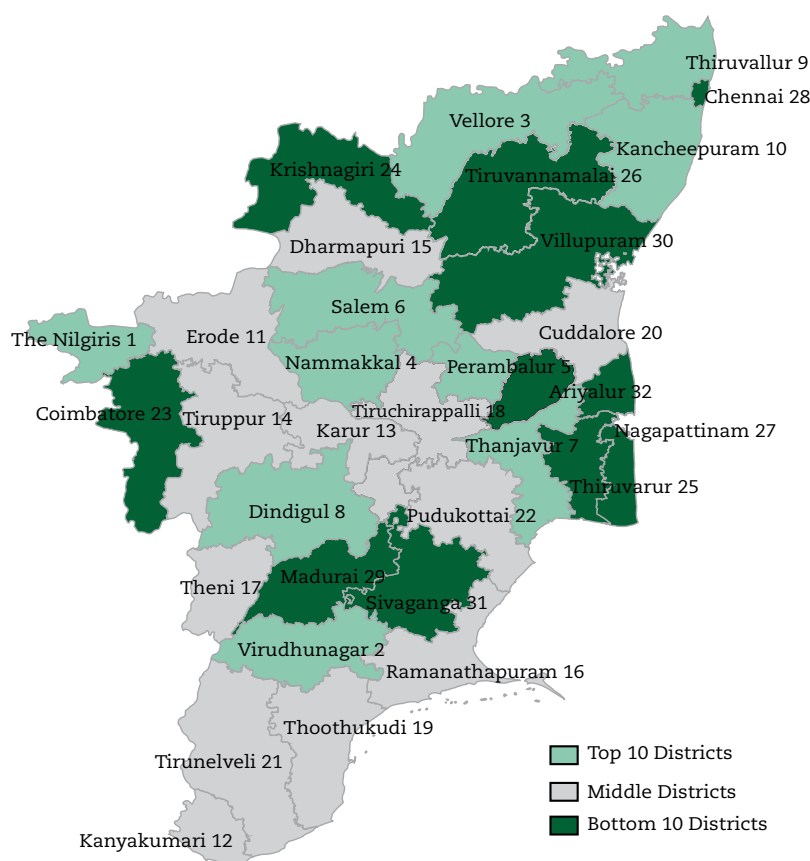 Thiruvallur 9
Chennai 28
Vellore 3
Kancheepuram 10
Krishnagiri 24
Tiruvannamalai 26
Villupuram 30
Dharmapuri 15
Salem 6
Cuddalore 20
The Nilgiris 1
Erode 11
Nammakkal 4
Perambalur 5
Ariyalur 32
Coimbatore 23
Tiruppur 14
Tiruchirappalli 18
Karur 13
Nagapattinam 27
Thanjavur 7
Thiruvarur 25
Dindigul 8
Pudukottai 22
Theni 17
Madurai 29
Sivaganga 31
Virudhunagar 2
Ramanathapuram 16
Thoothukudi 19
Tirunelveli 21
Kanyakumari 12
Top 10 Districts
Middle Districts
Bottom 10 Districts